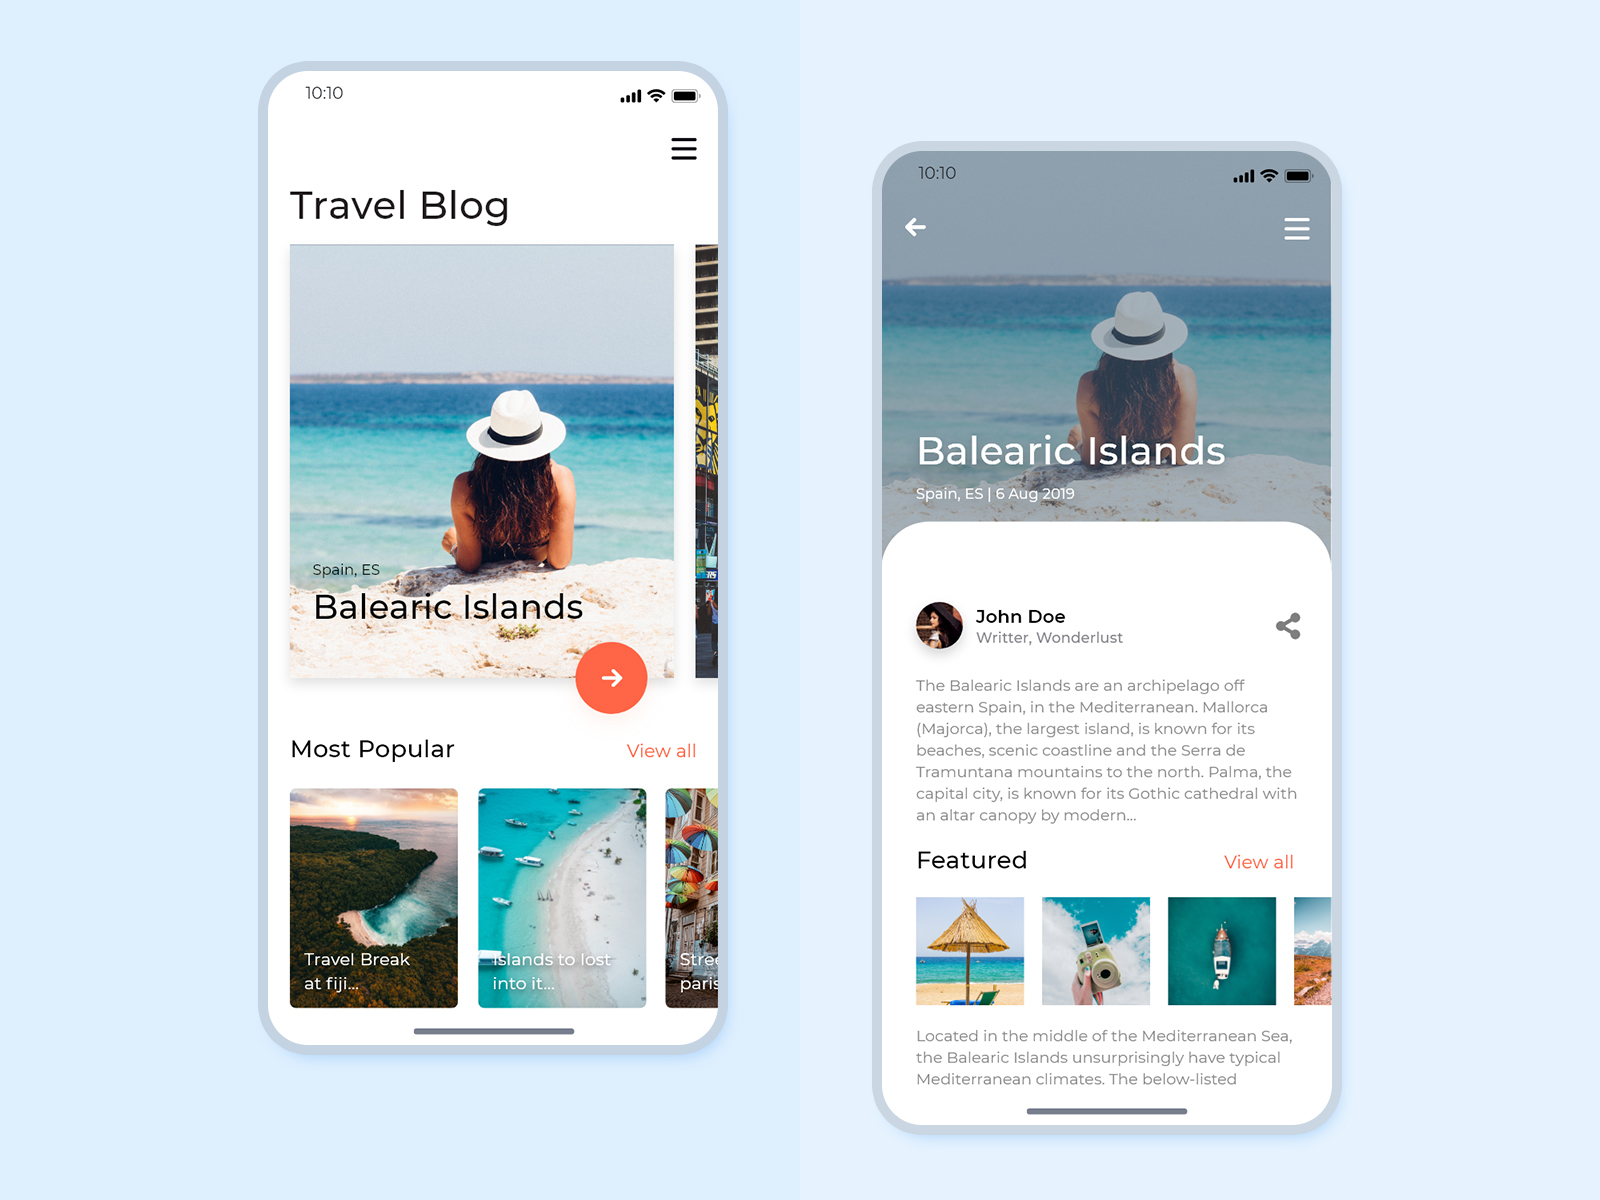 10:10
Travel Blog
Spain, ES
Balearic Islands
Most Popular
View all
Travel Break
at fiji...
Islands to lost
into it...
Stree
paris
10:10
Balearic Islands
Spain, ES | 6 Aug 2019
John Doe
Writter, Wonderlust
The Balearic Islands are an archipelago off
eastern Spain, in the Mediterranean. Mallorca
(Majorca), the largest island, is known for its
beaches, scenic coastline and the Serra de
Tramuntana mountains to the north. Palma, the
capital city, is known for its Gothic cathedral with
an altar canopy by modern...
Featured
View all
Located in the middle of the Mediterranean Sea,
the Balearic Islands unsurprisingly have typical
Mediterranean climates. The below-listed